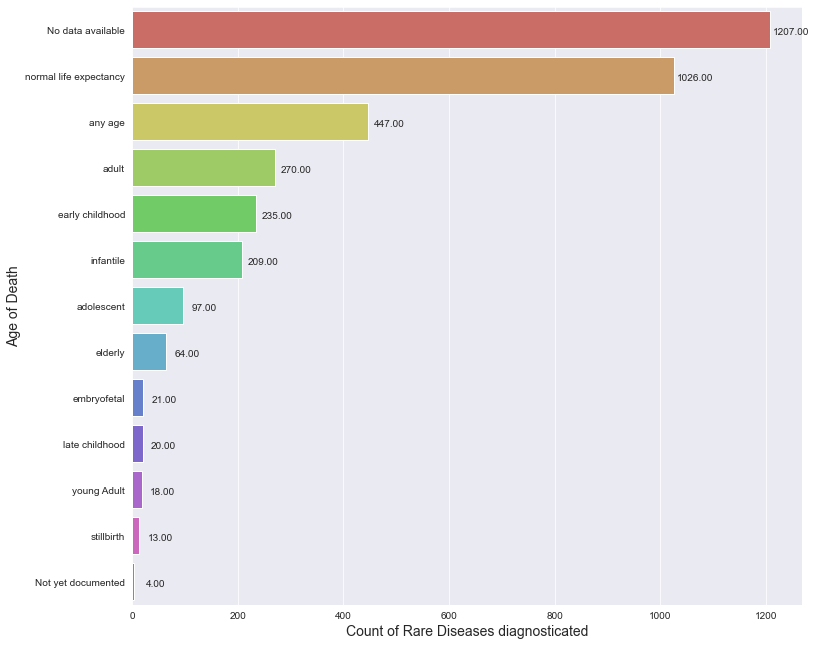 No data available 1207.00
normal life expectancy 1026.00
any age 447.00
adult 270.00
early childhood 235.00
infantile 209.00
adolescent 97.00
elderly 64.00
embryofetal 21.00
late childhood 20.00
young Adult 18.00
stillbirth 13.00
Not yet documented 4.00
Age of Death
0 200 400 600 800 1000 1200
Count of Rare Diseases diagnosticated